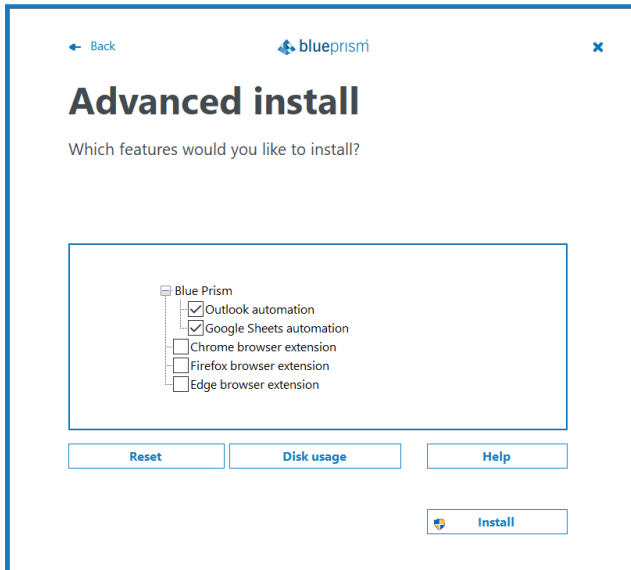 Back
blueprism
Advanced install
Which features would you like to install?
Blue Prism
Outlook automation
Google Sheets automation
Chrome browser extension
Firefox browser extension
Edge browser extension
Reset
Disk usage
Help
Install